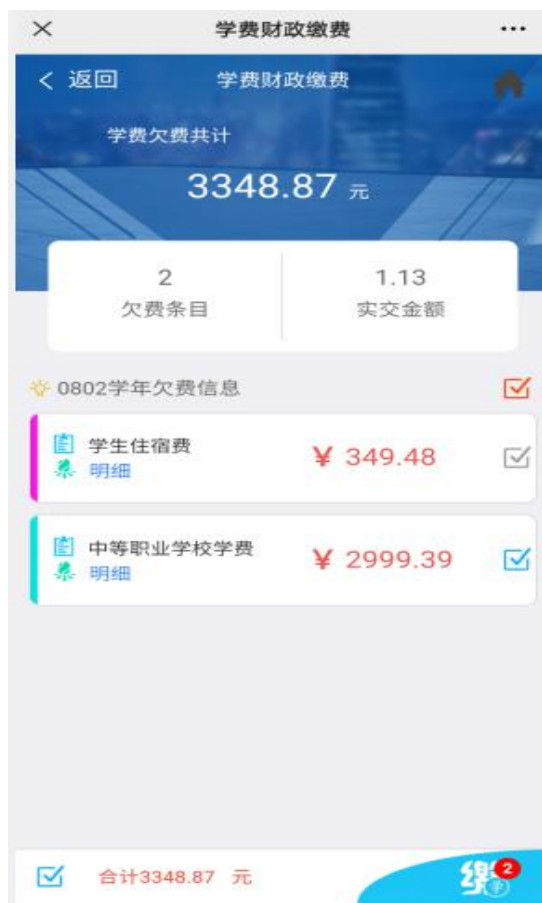 学费财政缴费
返回
学费财政缴费
学费欠费共计
3348.87 元
2
欠费条目
1.13
实交金额
0802学年欠费信息
学生住宿费
¥ 349.48
明细
中等职业学校学费
¥ 2999.39
明细
合计3348.87 元
缴
2